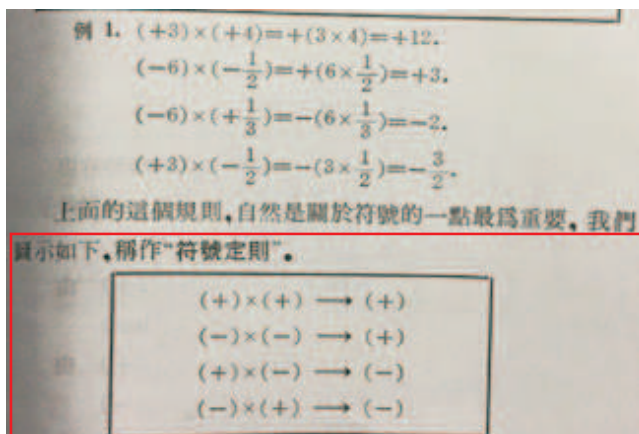 例 1. (+3)×(+4)=+(3×4)=+12.
(−6)×(−1/2)=+(6×1/2)=+3.
(−6)×(+1/3)=−(6×1/3)=−2.
(+3)×(−1/2)=−(3×1/2)=−3/2.
上面的這個規則,自然是關於符號的一點最爲重要,我們
圖示如下,稱作“符號定則”.
(+)×(+) ⟶ (+)
(−)×(−) ⟶ (+)
(+)×(−) ⟶ (−)
(−)×(+) ⟶ (−)